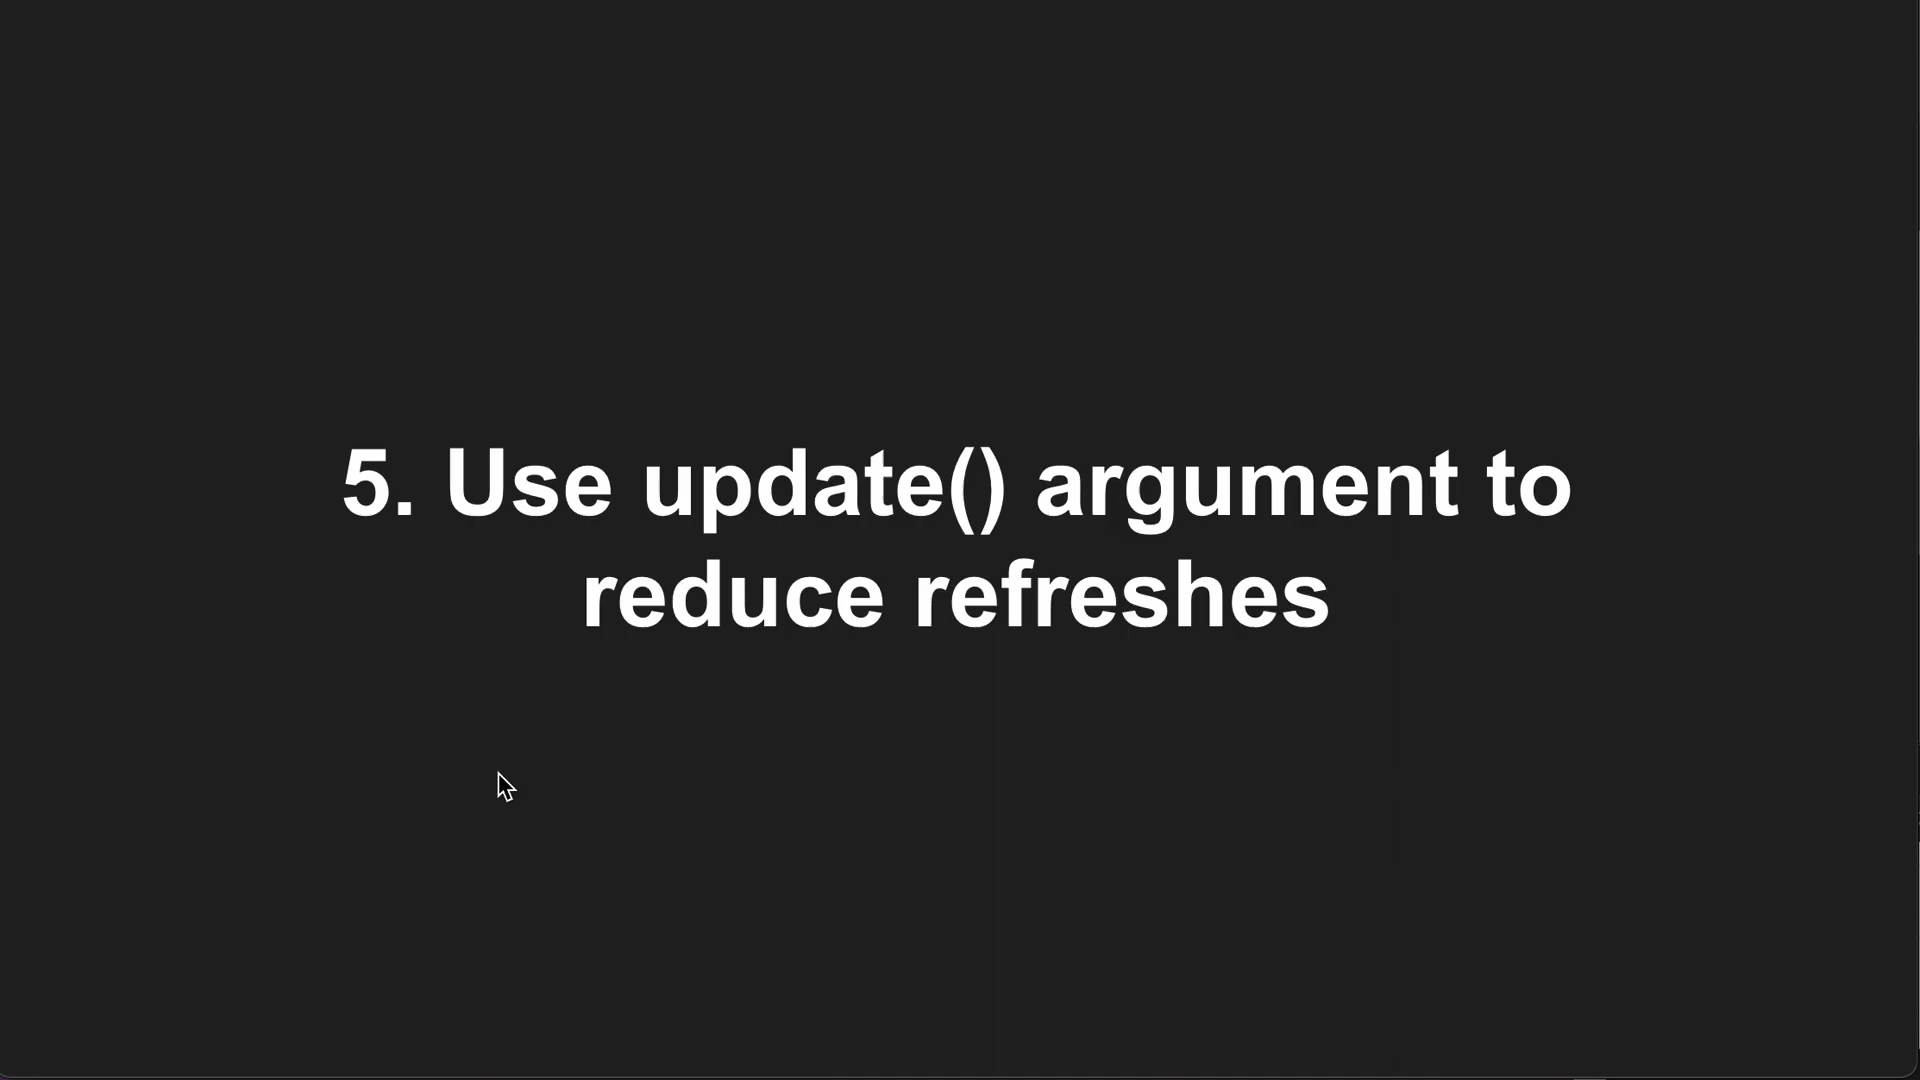 5. Use update() argument to
reduce refreshes